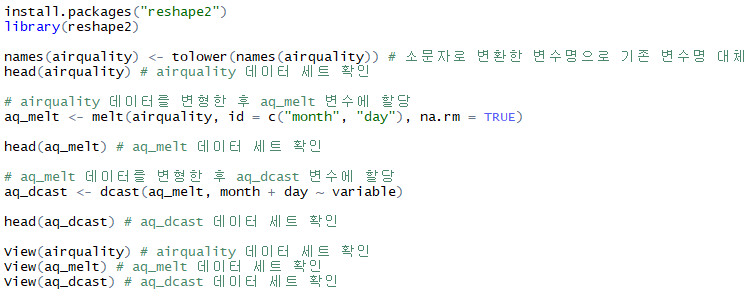 install.packages("reshape2")
library(reshape2)
names(airquality) <- tolower(names(airquality)) # 소문자로 변환한 변수명으로 기존 변수명 대체
head(airquality) # airquality 데이터 세트 확인
# airquality 데이터를 변형한 후 aq_melt 변수에 할당
aq_melt <- melt(airquality, id = c("month", "day"), na.rm = TRUE)
head(aq_melt) # aq_melt 데이터 세트 확인
# aq_melt 데이터를 변형한 후 aq_dcast 변수에 할당
aq_dcast <- dcast(aq_melt, month + day ~ variable)
head(aq_dcast) # aq_dcast 데이터 세트 확인
View(airquality) # airquality 데이터 세트 확인
View(aq_melt) # aq_melt 데이터 세트 확인
View(aq_dcast) # aq_dcast 데이터 세트 확인